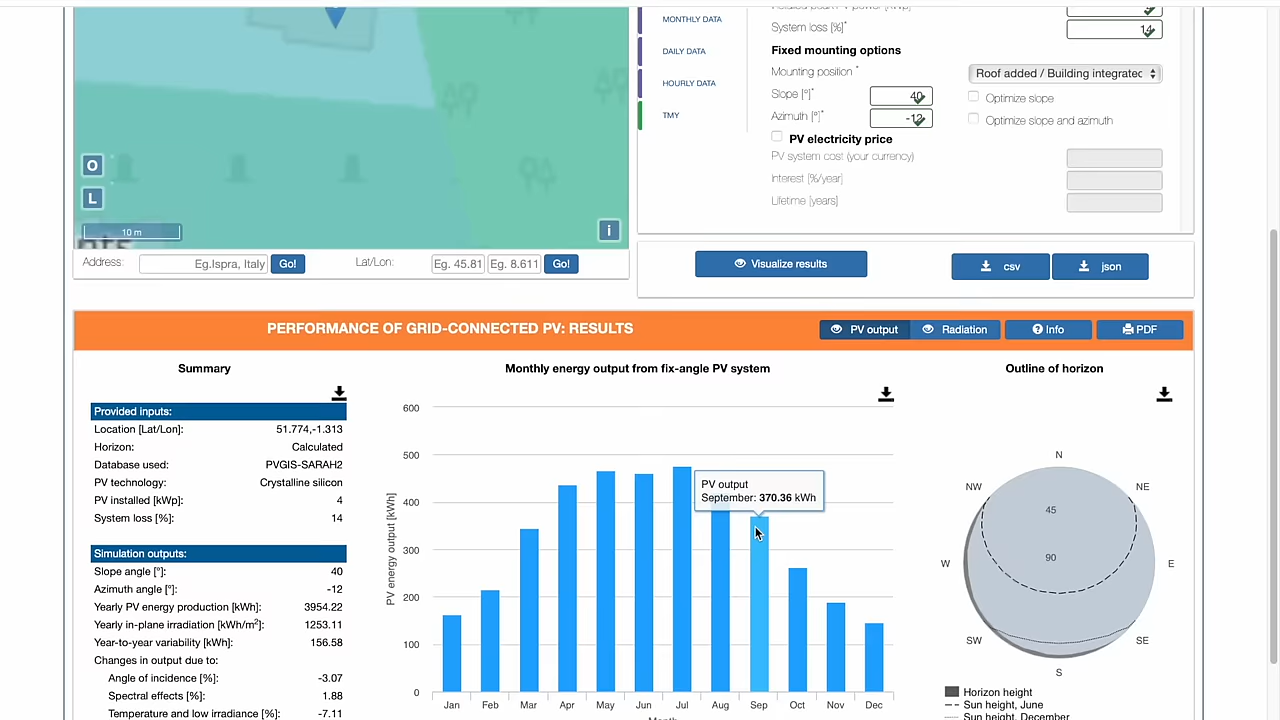 MONTHLY DATA
DAILY DATA
HOURLY DATA
TMY
System loss [%]*
14
Fixed mounting options
Mounting position *
Roof added / Building integrated
Slope [°]*
40
Optimize slope
Azimuth [°]*
-12
Optimize slope and azimuth
PV electricity price
PV system cost (your currency)
Interest [%/year]
Lifetime [years]
O
L
10 m
i
Address:
Eg.Ispra, Italy
Go!
Lat/Lon:
Eg. 45.81
Eg. 8.611
Go!
Visualize results
csv
json
PERFORMANCE OF GRID-CONNECTED PV: RESULTS
PV output
Radiation
Info
PDF
Summary
Provided inputs:
Location [Lat/Lon]: 51.774,-1.313
Horizon: Calculated
Database used: PVGIS-SARAH2
PV technology: Crystalline silicon
PV installed [kWp]: 4
System loss [%]: 14
Simulation outputs:
Slope angle [°]: 40
Azimuth angle [°]: -12
Yearly PV energy production [kWh]: 3954.22
Yearly in-plane irradiation [kWh/m²]: 1253.11
Year-to-year variability [kWh]: 156.58
Changes in output due to:
Angle of incidence [%]: -3.07
Spectral effects [%]: 1.88
Temperature and low irradiance [%]: -7.11
Monthly energy output from fix-angle PV system
PV energy output [kWh]
600
500
400
300
200
100
0
PV output
September: 370.36 kWh
Jan Feb Mar Apr May Jun Jul Aug Sep Oct Nov Dec
Outline of horizon
N
NW
NE
45
90
W
E
SW
SE
S
Horizon height
Sun height, June
Sun height, December